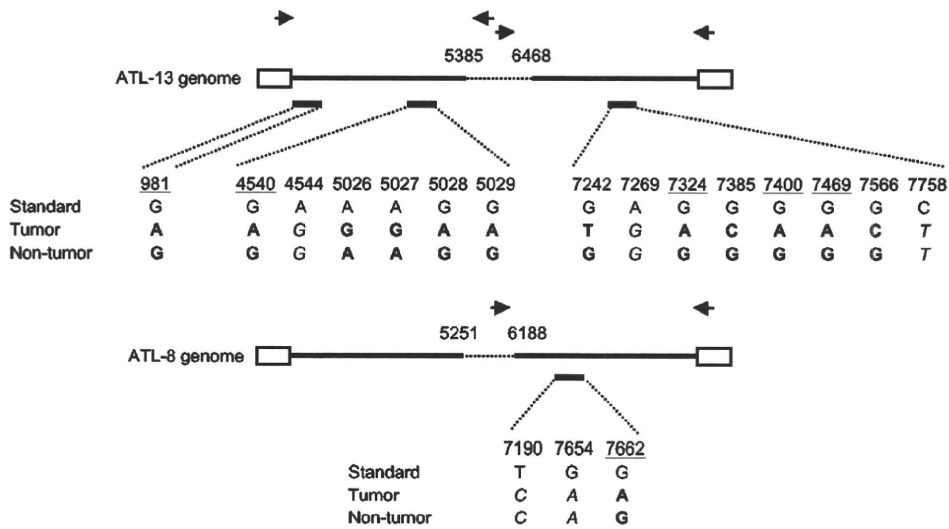 5385 6468
ATL-13 genome
981 4540 4544 5026 5027 5028 5029 7242 7269 7324 7385 7400 7469 7566 7758
Standard G G A A A G G G A G G G G G C
Tumor A A G G G A A T G A C A A C T
Non-tumor G G G A A G G G G G G G G G T
5251 6188
ATL-8 genome
7190 7654 7662
Standard T G G
Tumor C A A
Non-tumor C A G